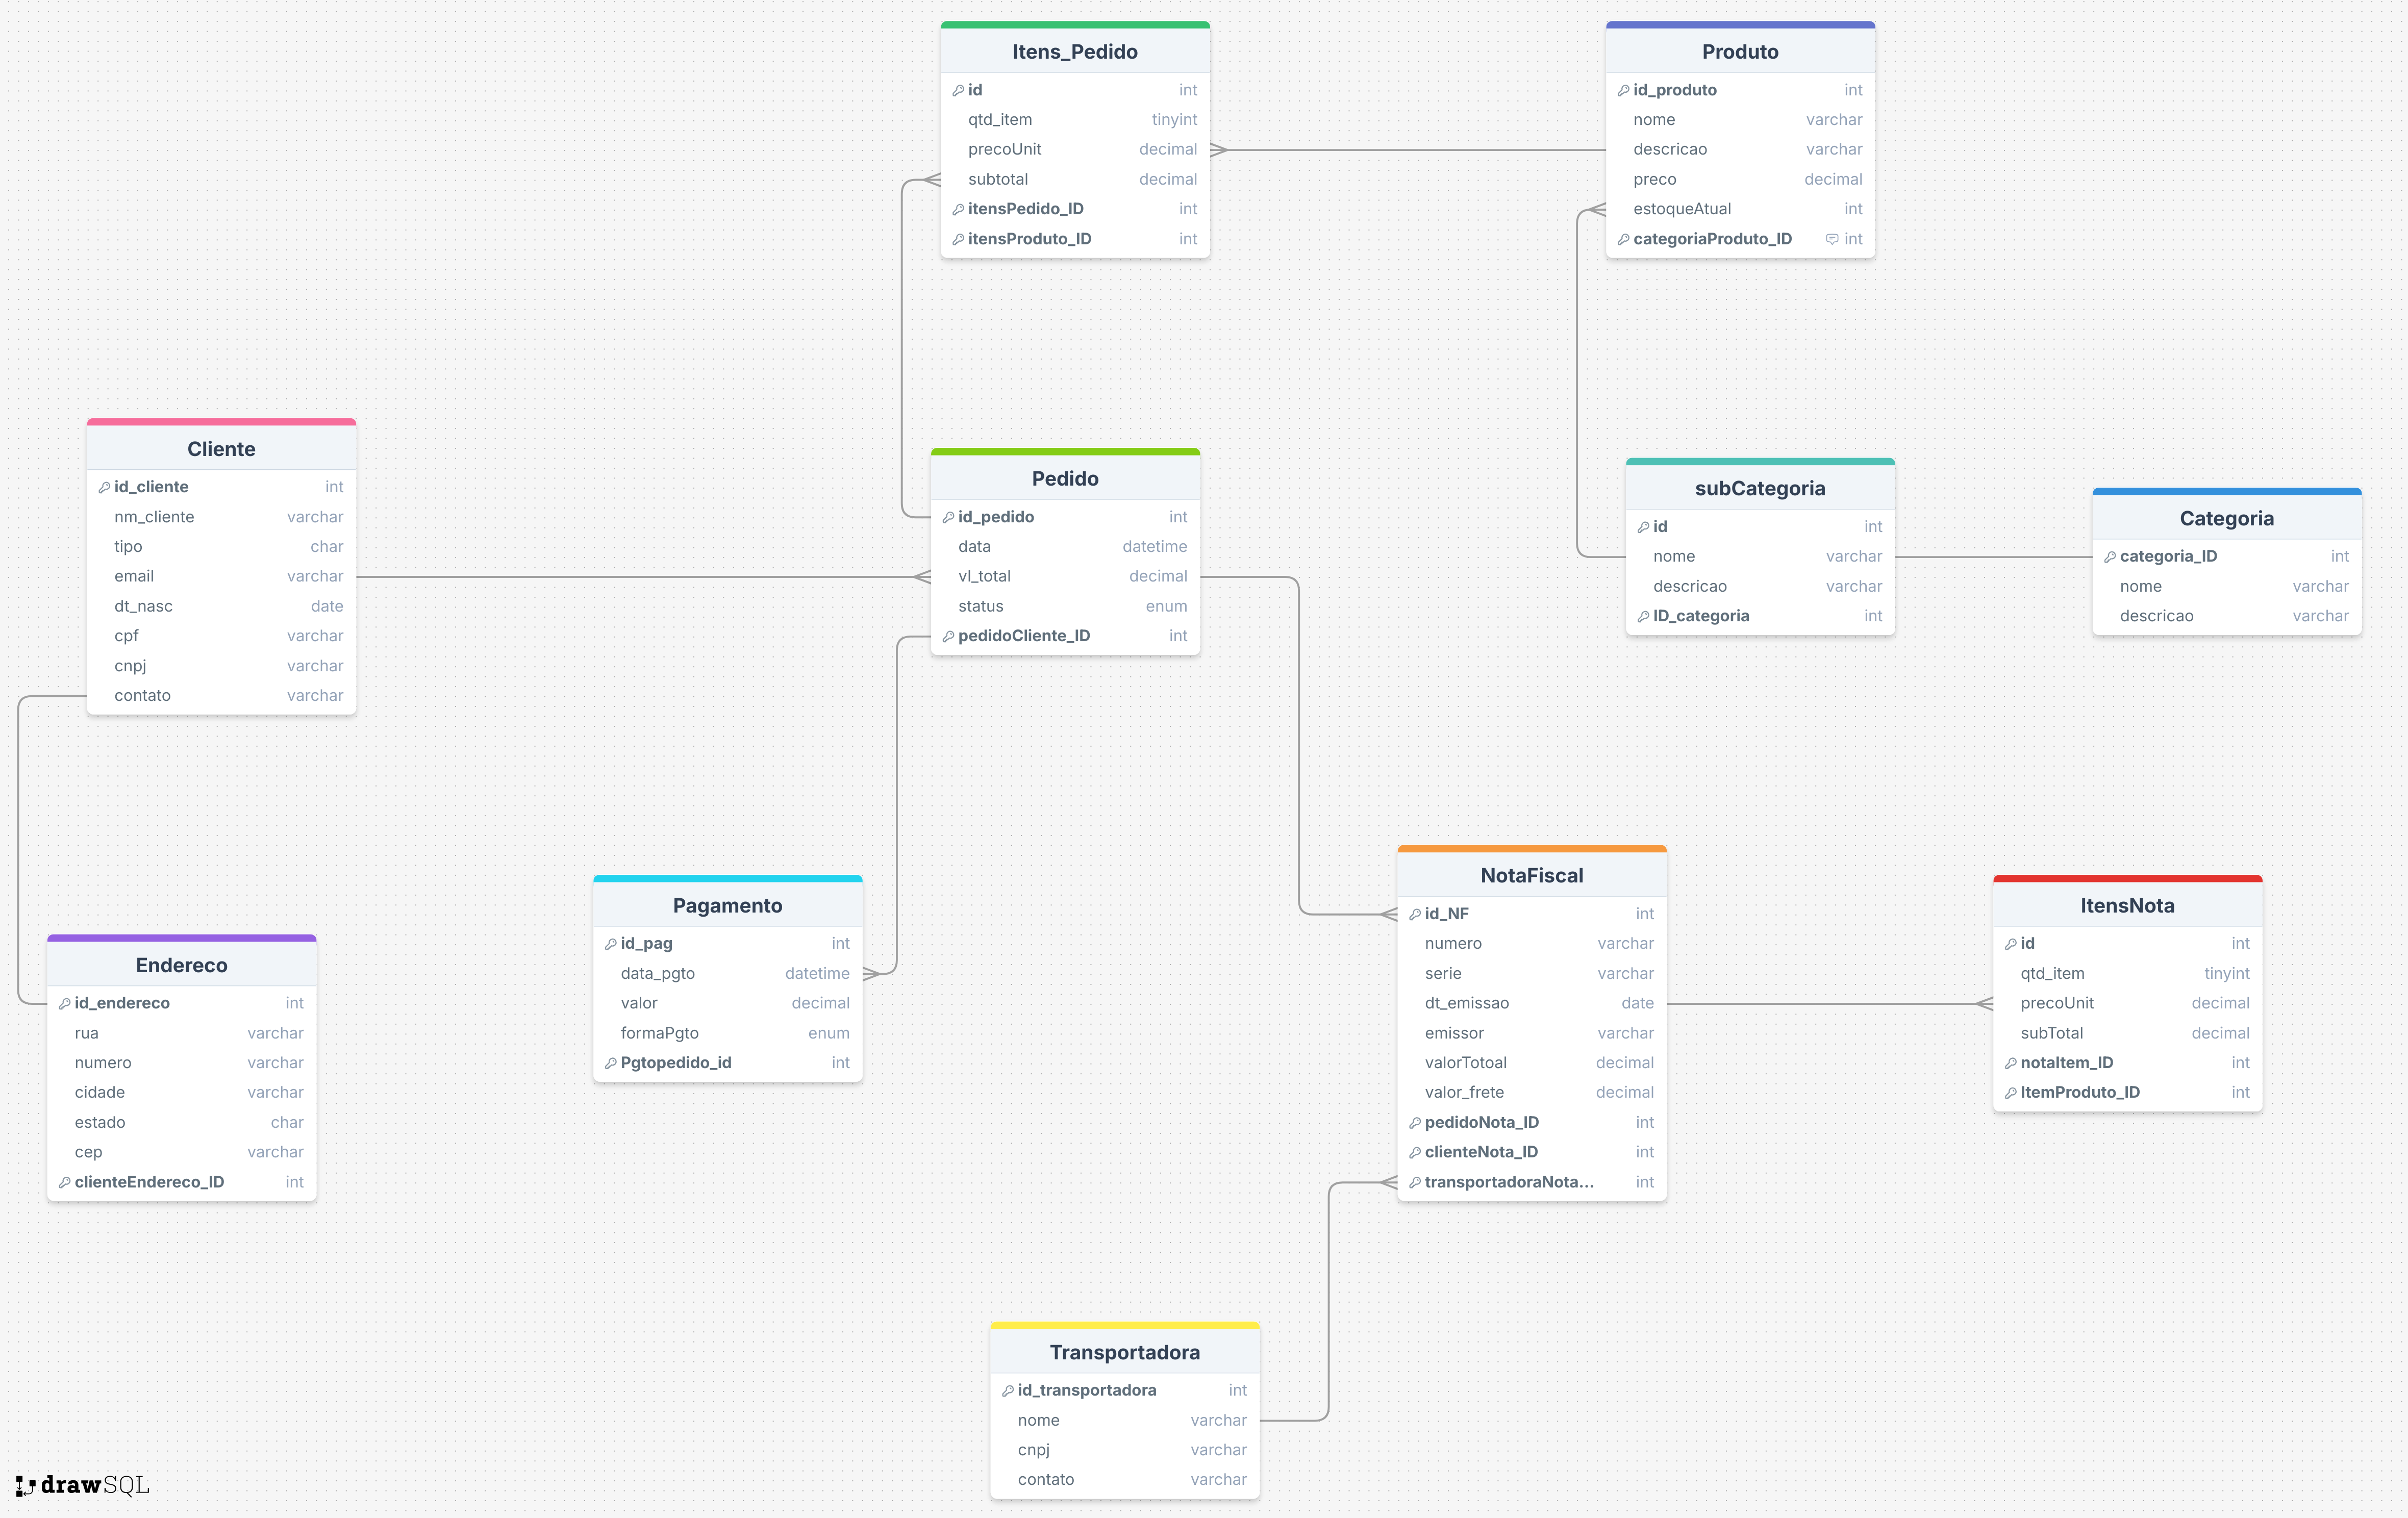 Itens_Pedido
id int
qtd_item tinyint
precoUnit decimal
subtotal decimal
itensPedido_ID int
itensProduto_ID int
Produto
id_produto int
nome varchar
descricao varchar
preco decimal
estoqueAtual int
categoriaProduto_ID int
Cliente
id_cliente int
nm_cliente varchar
tipo char
email varchar
dt_nasc date
cpf varchar
cnpj varchar
contato varchar
Pedido
id_pedido int
data datetime
vl_total decimal
status enum
pedidoCliente_ID int
subCategoria
id int
nome varchar
descricao varchar
ID_categoria int
Categoria
categoria_ID int
nome varchar
descricao varchar
Endereco
id_endereco int
rua varchar
numero varchar
cidade varchar
estado char
cep varchar
clienteEndereco_ID int
Pagamento
id_pag int
data_pgto datetime
valor decimal
formaPgto enum
Pgtopedido_id int
NotaFiscal
id_NF int
numero varchar
serie varchar
dt_emissao date
emissor varchar
valorTotoal decimal
valor_frete decimal
pedidoNota_ID int
clienteNota_ID int
transportadoraNota... int
ItensNota
id int
qtd_item tinyint
precoUnit decimal
subTotal decimal
notaItem_ID int
ItemProduto_ID int
Transportadora
id_transportadora int
nome varchar
cnpj varchar
contato varchar
drawSQL